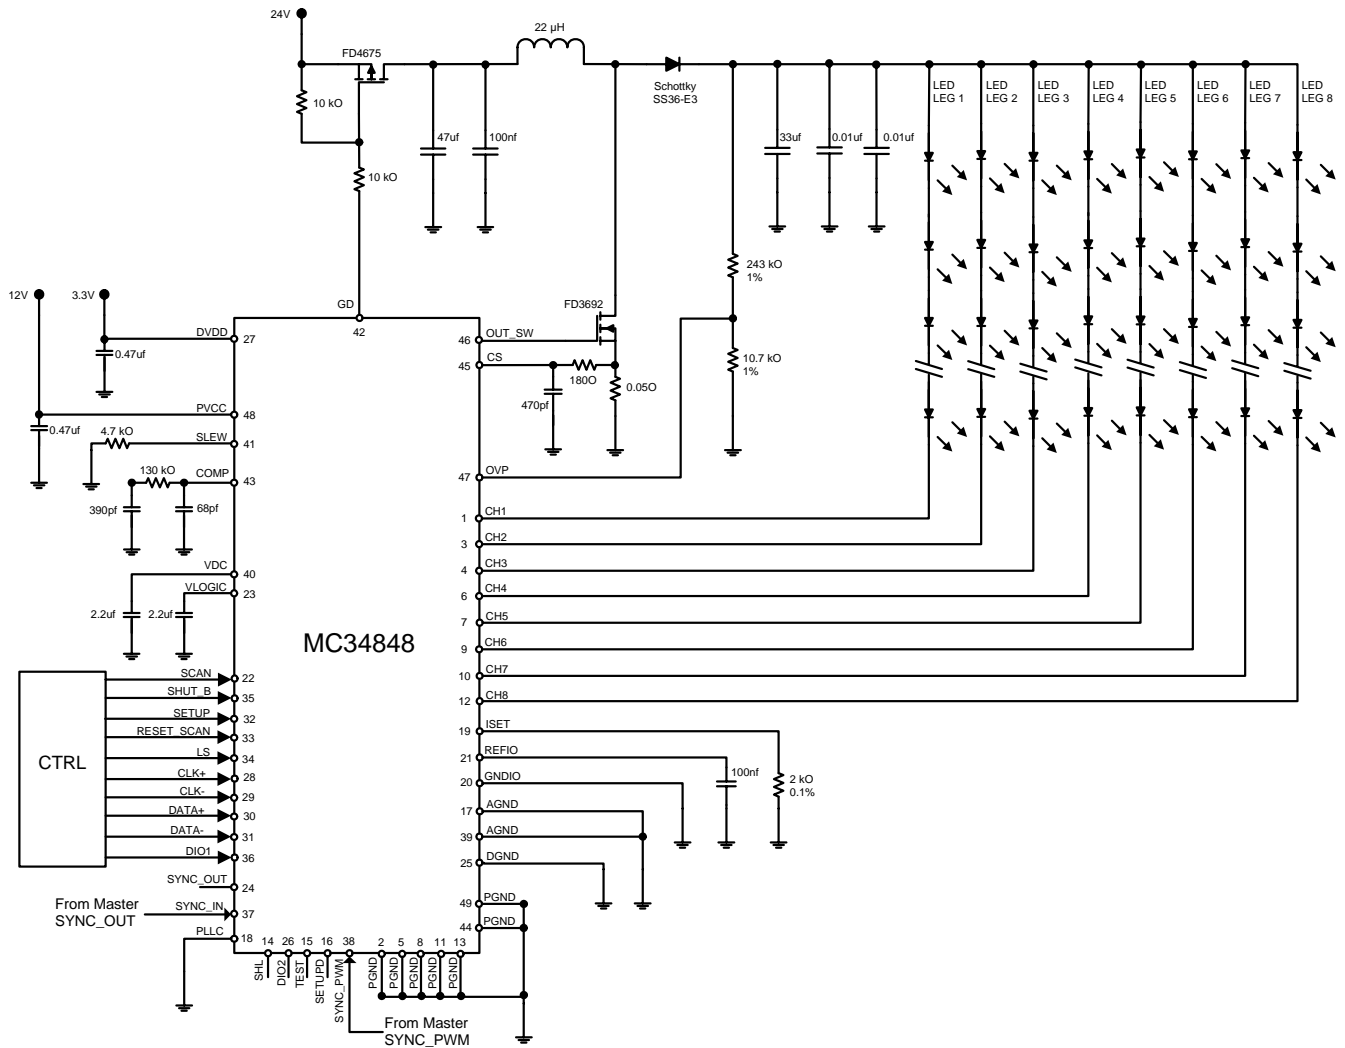 24V
22 µH
FD4675
10 kO
10 kO
47uf
100nf
Schottky
SS36-E3
33uf
0.01uf
0.01uf
LED
LEG 1
LED
LEG 2
LED
LEG 3
LED
LEG 4
LED
LEG 5
LED
LEG 6
LED
LEG 7
LED
LEG 8
243 kO
1%
10.7 kO
1%
12V
3.3V
GD
42
FD3692
DVDD
27
0.47uf
OUT_SW
46
CS
45
180O
0.05O
470pf
PVCC
48
0.47uf
4.7 kO
SLEW
41
130 kO
COMP
43
390pf
68pf
OVP
47
VDC
40
VLOGIC
23
2.2uf
2.2uf
MC34848
1
CH1
3
CH2
4
CH3
6
CH4
7
CH5
9
CH6
10
CH7
12
CH8
19
ISET
21
REFIO
100nf
2 kO
0.1%
20
GNDIO
17
AGND
39
AGND
25
DGND
49
PGND
44
PGND
CTRL
SCAN
22
SHUT_B
35
SETUP
32
RESET_SCAN
33
LS
34
CLK+
28
CLK-
29
DATA+
30
DATA-
31
DIO1
36
SYNC_OUT
24
From Master
SYNC_OUT
SYNC_IN
37
PLLC
18
14
26
15
16
38
2
5
8
11
13
SHL
DIO2
TEST
SETUPD
SYNC_PWM
PGND
PGND
PGND
PGND
PGND
From Master
SYNC_PWM